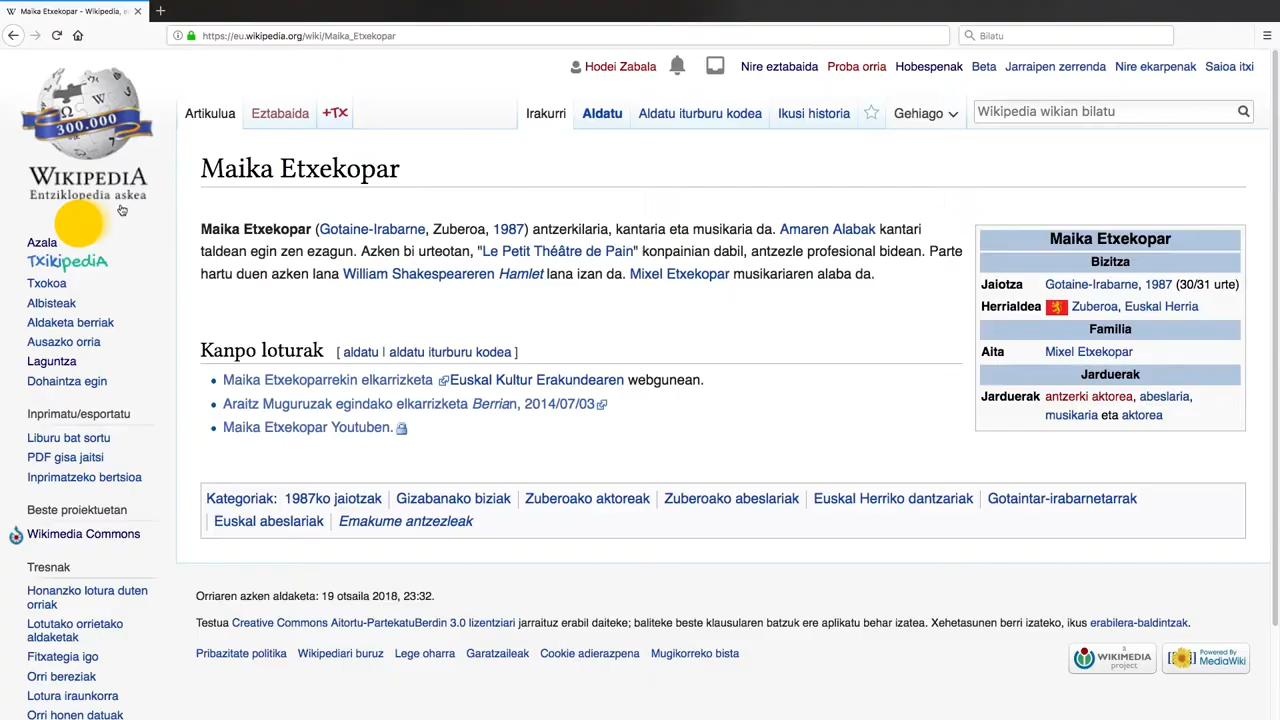 Maika Etxekopar - Wikipedia, e
https://eu.wikipedia.org/wiki/Maika_Etxekopar
Bilatu
Hodei Zabala
Nire eztabaida
Proba orria
Hobespenak
Beta
Jarraipen zerrenda
Nire ekarpenak
Saioa itxi
Artikulua
Eztabaida
+TX
Irakurri
Aldatu
Aldatu iturburu kodea
Ikusi historia
Gehiago
Wikipedia wikian bilatu
300.000
WIKIPEDIA
Entziklopedia askea
Azala
TXikipediA
Txokoa
Albisteak
Aldaketa berriak
Ausazko orria
Laguntza
Dohaintza egin
Inprimatu/esportatu
Liburu bat sortu
PDF gisa jaitsi
Inprimatzeko bertsioa
Beste proiektuetan
Wikimedia Commons
Tresnak
Honanzko lotura duten
orriak
Lotutako orrietako
aldaketak
Fitxategia igo
Orri bereziak
Lotura iraunkorra
Orri honen datuak
Maika Etxekopar
Maika Etxekopar (Gotaine-Irabarne, Zuberoa, 1987) antzerkilaria, kantaria eta musikaria da. Amaren Alabak kantari
taldean egin zen ezagun. Azken bi urteotan, "Le Petit Théâtre de Pain" konpainian dabil, antzezle profesional bidean. Parte
hartu duen azken lana William Shakespeareren Hamlet lana izan da. Mixel Etxekopar musikariaren alaba da.
Maika Etxekopar
Bizitza
Jaiotza Gotaine-Irabarne, 1987 (30/31 urte)
Herrialdea Zuberoa, Euskal Herria
Familia
Aita Mixel Etxekopar
Jarduerak
Jarduerak antzerki aktorea, abeslaria,
musikaria eta aktorea
Kanpo loturak [ aldatu | aldatu iturburu kodea ]
Maika Etxekoparrekin elkarrizketa Euskal Kultur Erakundearen webgunean.
Araitz Muguruzak egindako elkarrizketa Berrian, 2014/07/03
Maika Etxekopar Youtuben.
Kategoriak: 1987ko jaiotzak | Gizabanako biziak | Zuberoako aktoreak | Zuberoako abeslariak | Euskal Herriko dantzariak | Gotaintar-irabarnetarrak
| Euskal abeslariak | Emakume antzezleak
Orriaren azken aldaketa: 19 otsaila 2018, 23:32.
Testua Creative Commons Aitortu-PartekatuBerdin 3.0 lizentziari jarraituz erabil daiteke; baliteke beste klausularen batzuk ere aplikatu behar izatea. Xehetasunen berri izateko, ikus erabilera-baldintzak.
Pribazitate politika
Wikipediari buruz
Lege oharra
Garatzaileak
Cookie adierazpena
Mugikorreko bista
A WIKIMEDIA
project
Powered By
MediaWiki